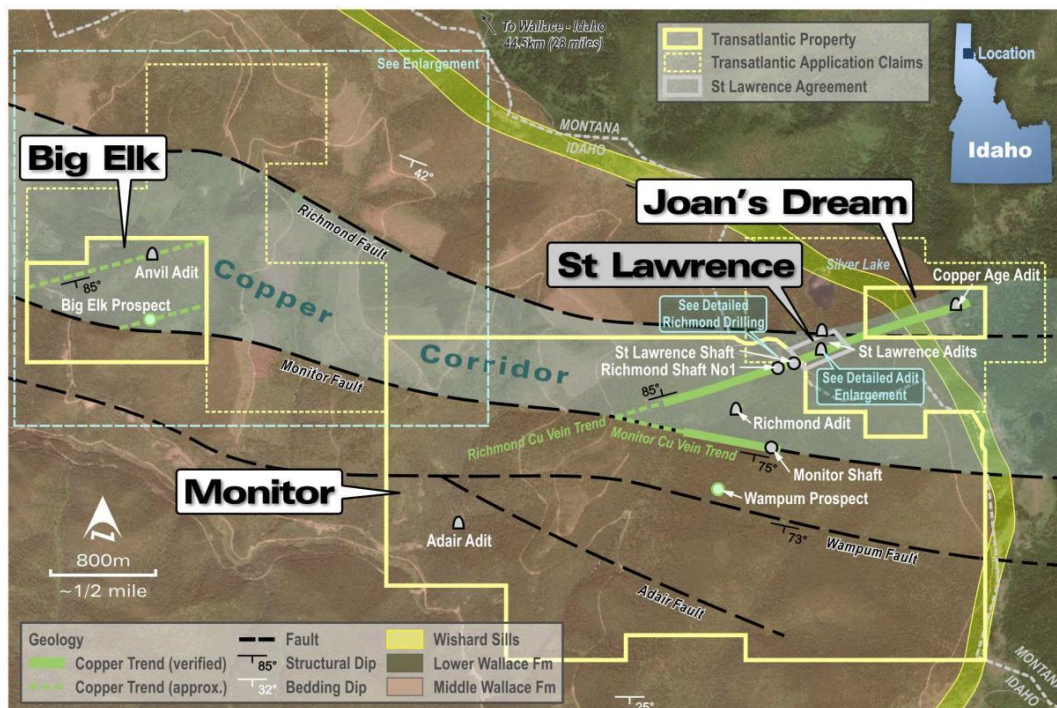 To Wallace - Idaho
44.5km (28 miles)
See Enlargement
Transatlantic Property
Transatlantic Application Claims
St Lawrence Agreement
Location
Idaho
MONTANA
IDAHO
Big Elk
42°
Richmond Fault
Joan's Dream
St Lawrence
Silver Lake
Copper Age Adit
Anvil Adit
85°
Big Elk Prospect
Copper
Corridor
See Detailed
Richmond Drilling
St Lawrence Shaft
Richmond Shaft No1
St Lawrence Adits
See Detailed Adit
Enlargement
Monitor Fault
85°
Richmond Adit
Richmond Cu Vein Trend
Monitor Cu Vein Trend
75°
Monitor Shaft
Monitor
Wampum Prospect
73°
Wampum Fault
Adair Adit
Adair Fault
800m
~1/2 mile
Geology
Copper Trend (verified)
Copper Trend (approx.)
Fault
85°
Structural Dip
32°
Bedding Dip
Wishard Sills
Lower Wallace Fm
Middle Wallace Fm
25°
MONTANA
IDAHO